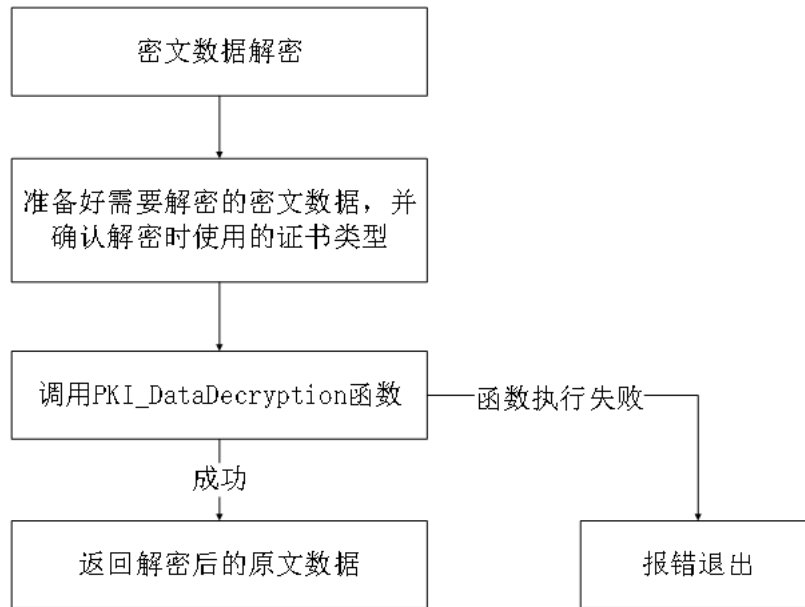 密文数据解密
准备好需要解密的密文数据，并
确认解密时使用的证书类型
调用PKI_DataDecryption函数
函数执行失败
成功
返回解密后的原文数据
报错退出